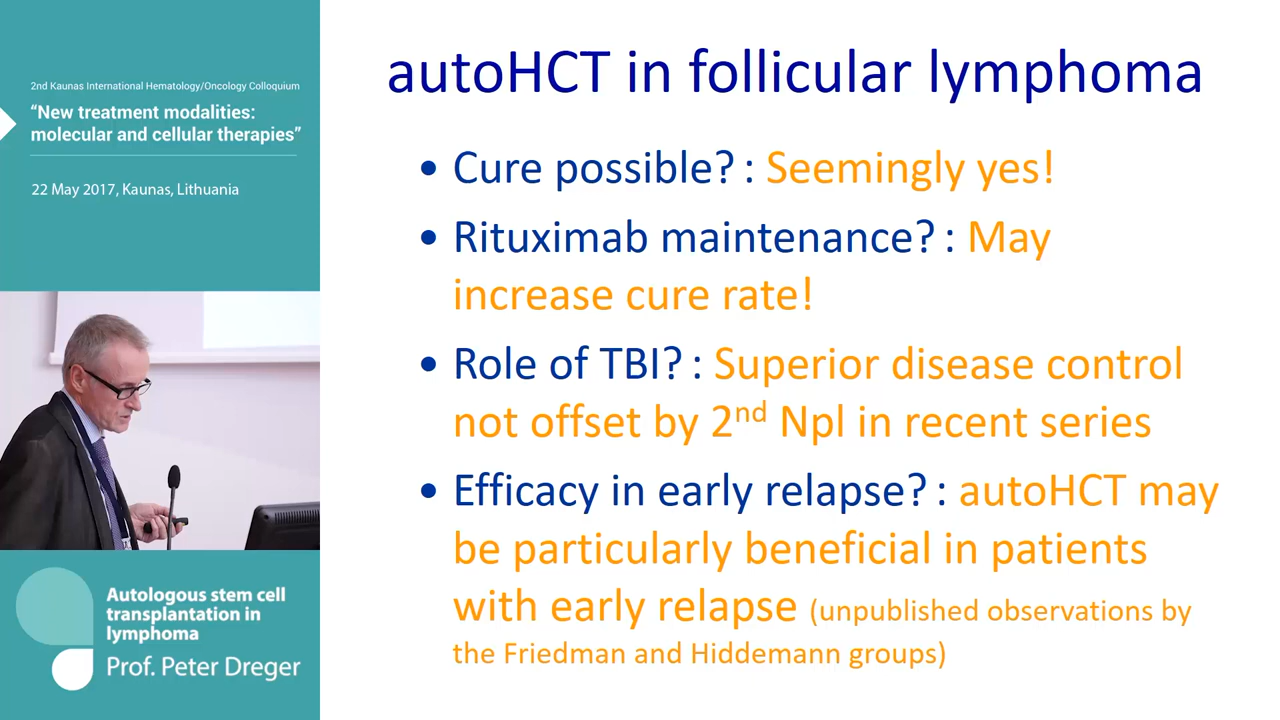 2nd Kaunas International Hematology/Oncology Colloquium
“New treatment modalities:
molecular and cellular therapies”
22 May 2017, Kaunas, Lithuania
Autologous stem cell
transplantation in
lymphoma
Prof. Peter Dreger
autoHCT in follicular lymphoma
• Cure possible? : Seemingly yes!
• Rituximab maintenance? : May
increase cure rate!
• Role of TBI? : Superior disease control
not offset by 2nd Npl in recent series
• Efficacy in early relapse? : autoHCT may
be particularly beneficial in patients
with early relapse (unpublished observations by
the Friedman and Hiddemann groups)